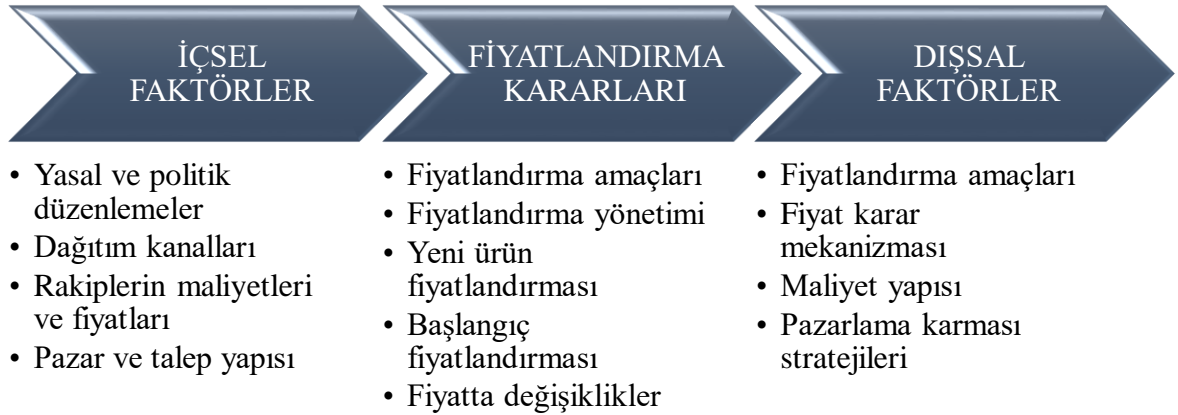 İÇSEL
FAKTÖRLER
• Yasal ve politik
düzenlemeler
• Dağıtım kanalları
• Rakiplerin maliyetleri
ve fiyatları
• Pazar ve talep yapısı
FİYATLANDIRMA
KARARLARI
• Fiyatlandırma amaçları
• Fiyatlandırma yönetimi
• Yeni ürün
fiyatlandırması
• Başlangıç
fiyatlandırması
• Fiyatta değişiklikler
DIŞSAL
FAKTÖRLER
• Fiyatlandırma amaçları
• Fiyat karar
mekanizması
• Maliyet yapısı
• Pazarlama karması
stratejileri